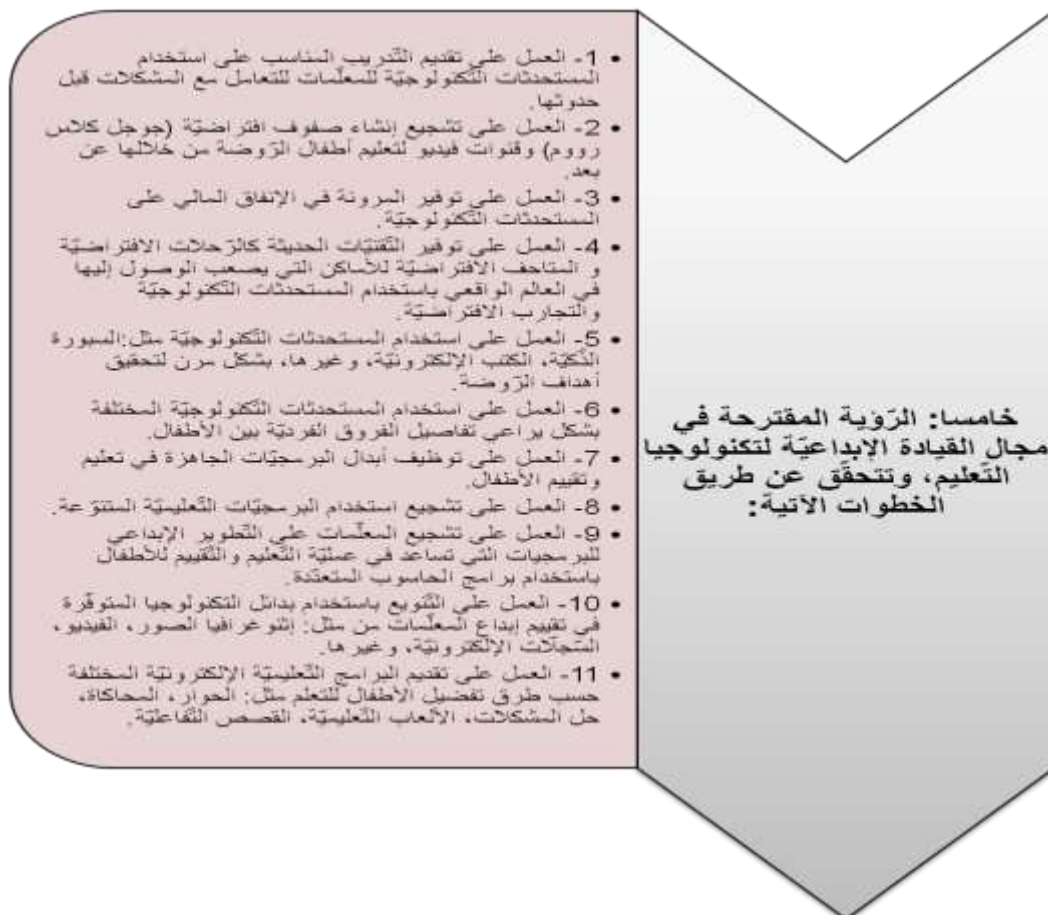 خامسا: الرّؤية المقترحة في
مجال القيادة الإبداعيّة لتكنولوجيا
التّعليم، وتتحقّق عن طريق
الخطوات الآتية:
• 1- العمل على تقديم التّدريب المناسب على استخدام
المستحدثات التّكنولوجيّة للمعلّمات للتعامل مع المشكلات قبل
حدوثها.
• 2- العمل على تشجيع إنشاء صفوف افتراضيّة (جوجل كلاس
رووم) وقنوات فيديو لتعليم أطفال الرّوضة من خلالها عن
بعد.
• 3- العمل على توفير المرونة في الإنفاق المالي على
المستحدثات التّكنولوجيّة.
• 4- العمل على توفير التّقنيّات الحديثة كالرّحلات الافتراضيّة
و المتاحف الافتراضيّة للأماكن التي يصعب الوصول إليها
في العالم الواقعي باستخدام المستحدثات التّكنولوجيّة
والتّجارب الافتراضيّة.
• 5- العمل على استخدام المستحدثات التّكنولوجيّة مثل:السبورة
الذّكيّة، الكتب الإلكترونيّة، وغيرها، بشكل مرن لتحقيق
أهداف الرّوضة.
• 6- العمل على استخدام المستحدثات التّكنولوجيّة المختلفة
بشكل يراعي تفاصيل الفروق الفرديّة بين الأطفال.
• 7- العمل على توظيف أبدال البرمجيّات الجاهزة في تعليم
وتقييم الأطفال.
• 8- العمل على تشجيع استخدام البرمجيّات التّعليميّة المتنوّعة.
• 9- العمل على تشجيع المعلّمات على التّطوير الإبداعي
للبرمجيات التي تساعد في عمليّة التّعليم و التّقييم للأطفال
باستخدام برامج الحاسوب المتعدّدة.
• 10- العمل على التّنويع باستخدام بدائل التكنولوجيا المتوفّرة
في تقييم إبداع المعلّمات من مثل: إثنوغرافيا الصور، الفيديو،
السّجلّات الإلكترونيّة، وغيرها.
• 11- العمل على تقديم البرامج التّعليميّة الإلكترونيّة المختلفة
حسب طرق تفضيل الأطفال للتعلم مثل: الحوار، المحاكاة،
حل المشكلات، الألعاب التّعليميّة، القصص التّفاعليّة.